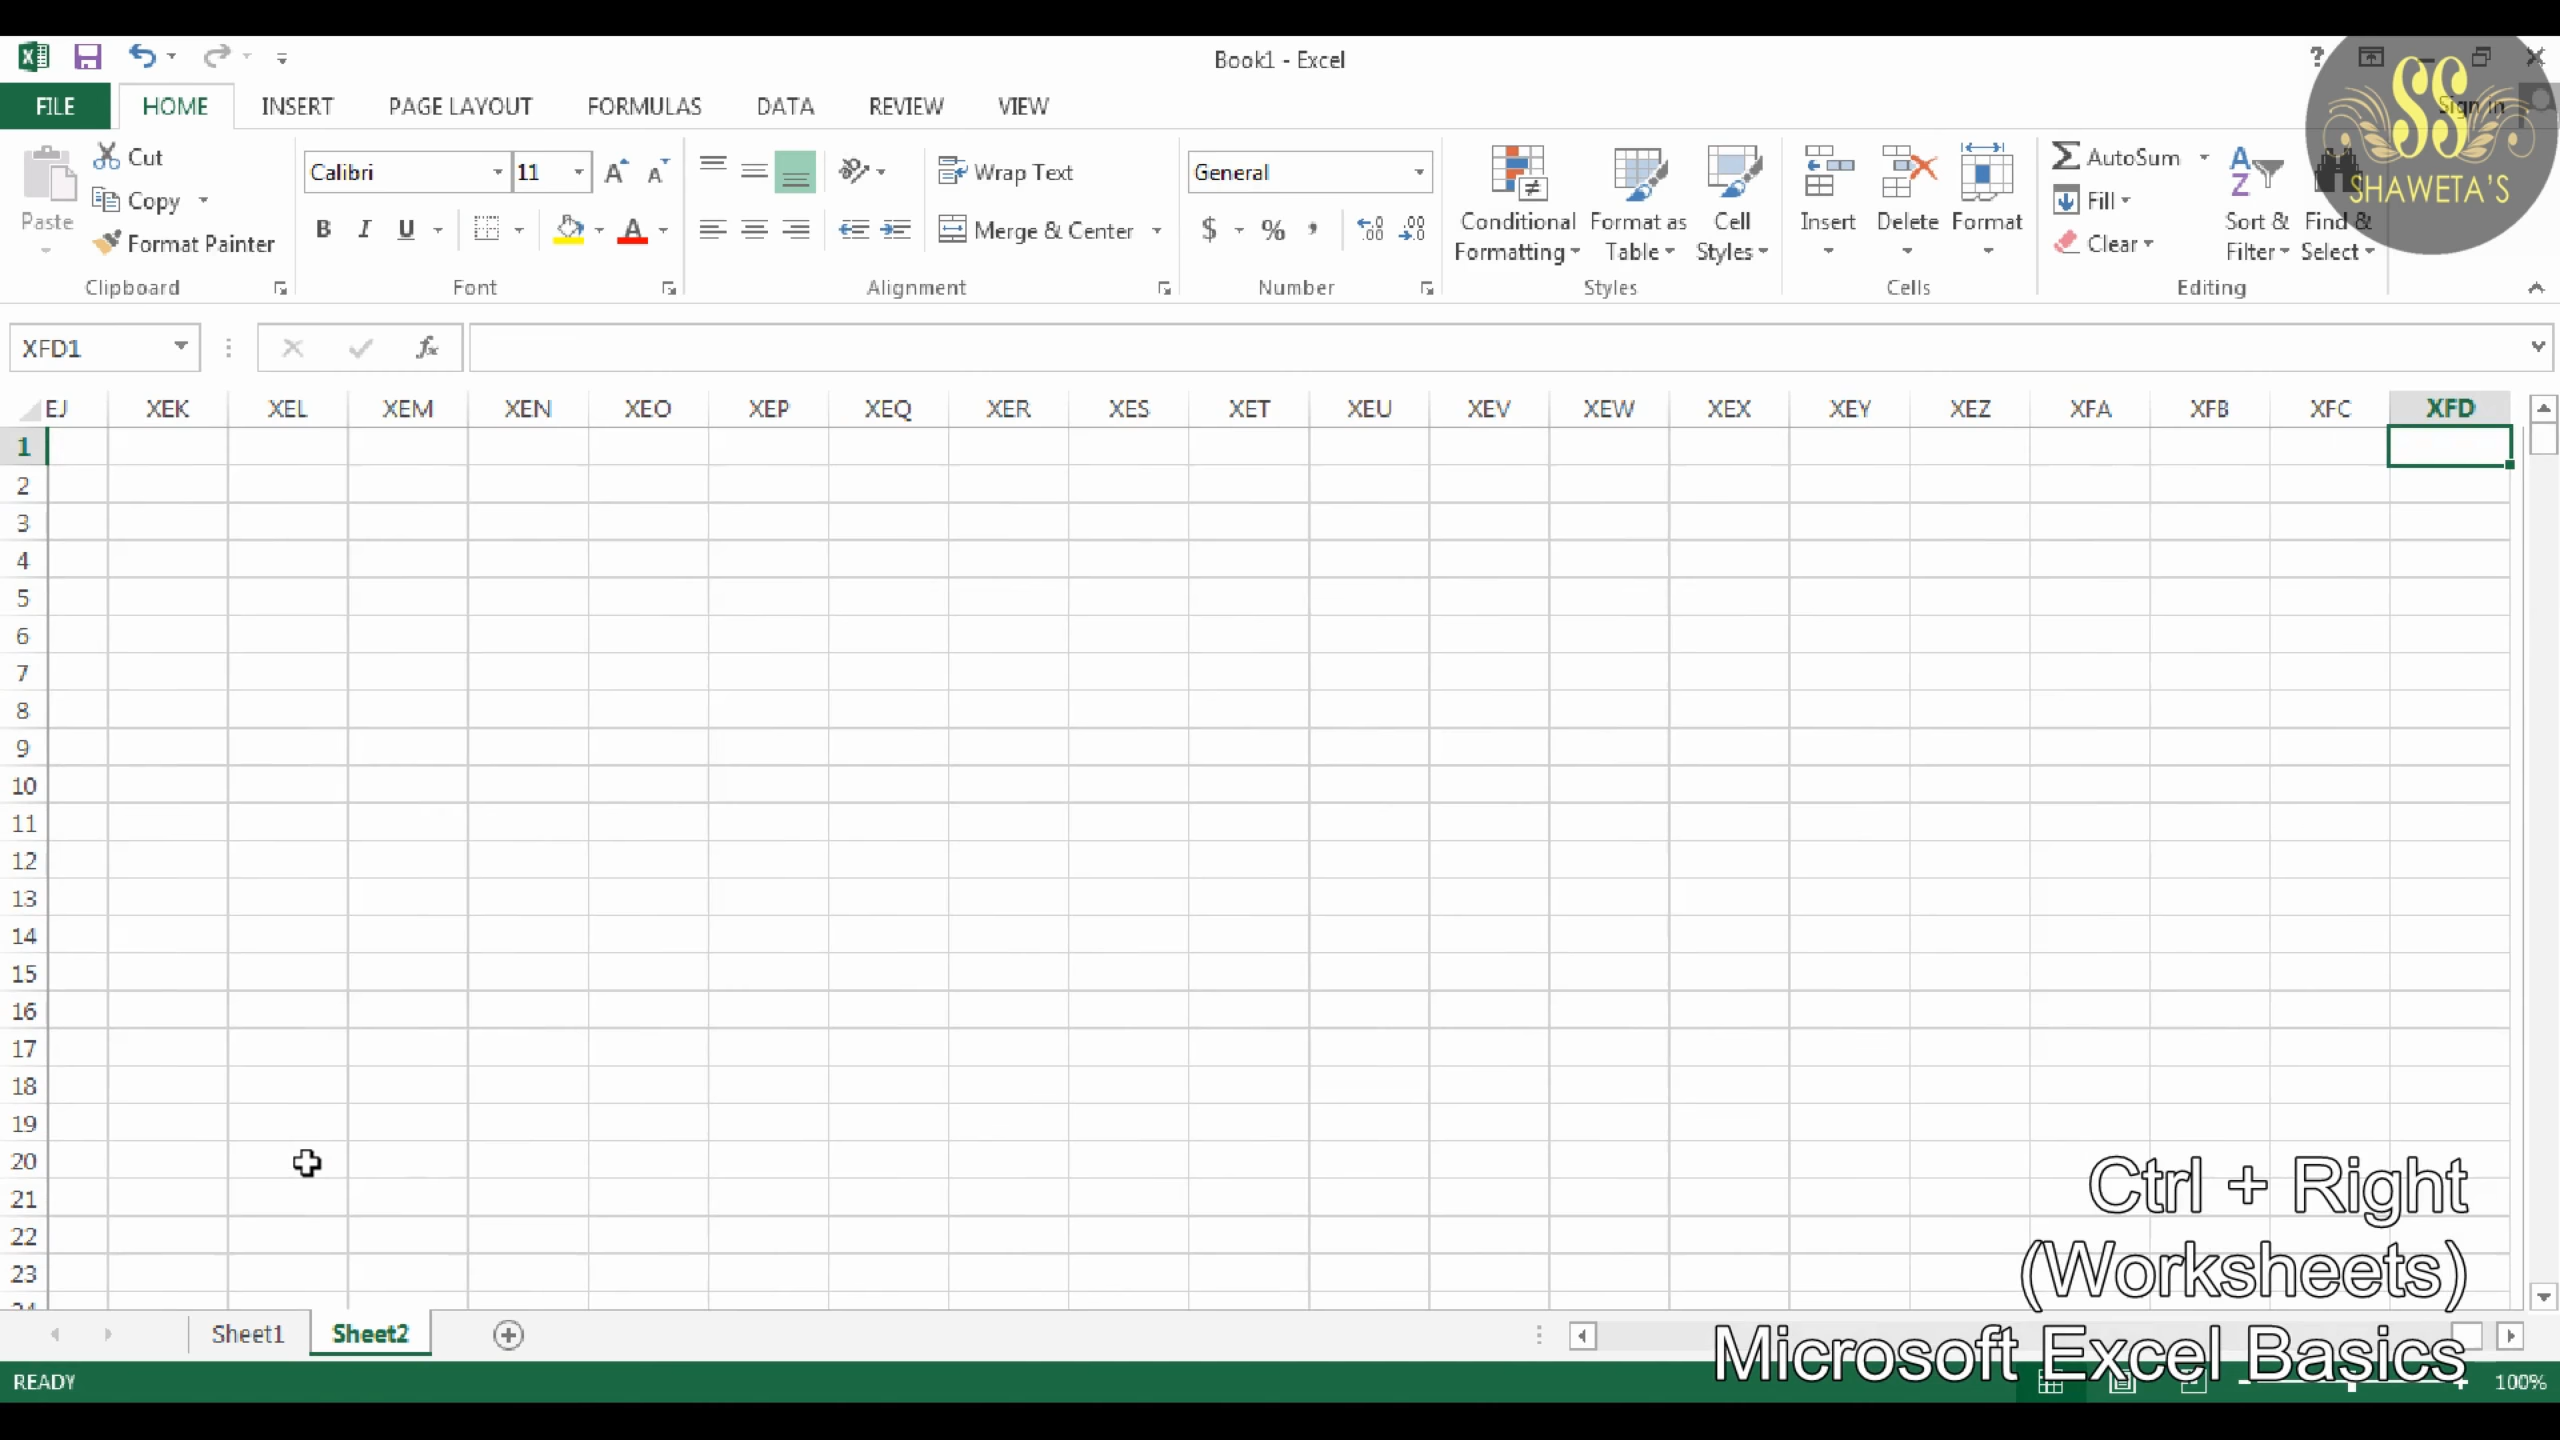 Book1 - Excel
?
SS
SHAWETA'S
FILE HOME INSERT PAGE LAYOUT FORMULAS DATA REVIEW VIEW Sign in
Paste
Cut
Copy
Format Painter
Clipboard
Calibri 11
B I U A
Font
Wrap Text
Merge & Center
Alignment
General
$ % ,
Number
Conditional Formatting
Format as Table
Cell Styles
Styles
Insert Delete Format
Cells
AutoSum
Fill
Clear
Sort & Filter
Find & Select
Editing
XFD1 fx
EJ XEK XEL XEM XEN XEO XEP XEQ XER XES XET XEU XEV XEW XEX XEY XEZ XFA XFB XFC XFD
1
2
3
4
5
6
7
8
9
10
11
12
13
14
15
16
17
18
19
20
21
22
23
24
Ctrl + Right
(Worksheets)
Microsoft Excel Basics
Sheet1 Sheet2
READY 100%